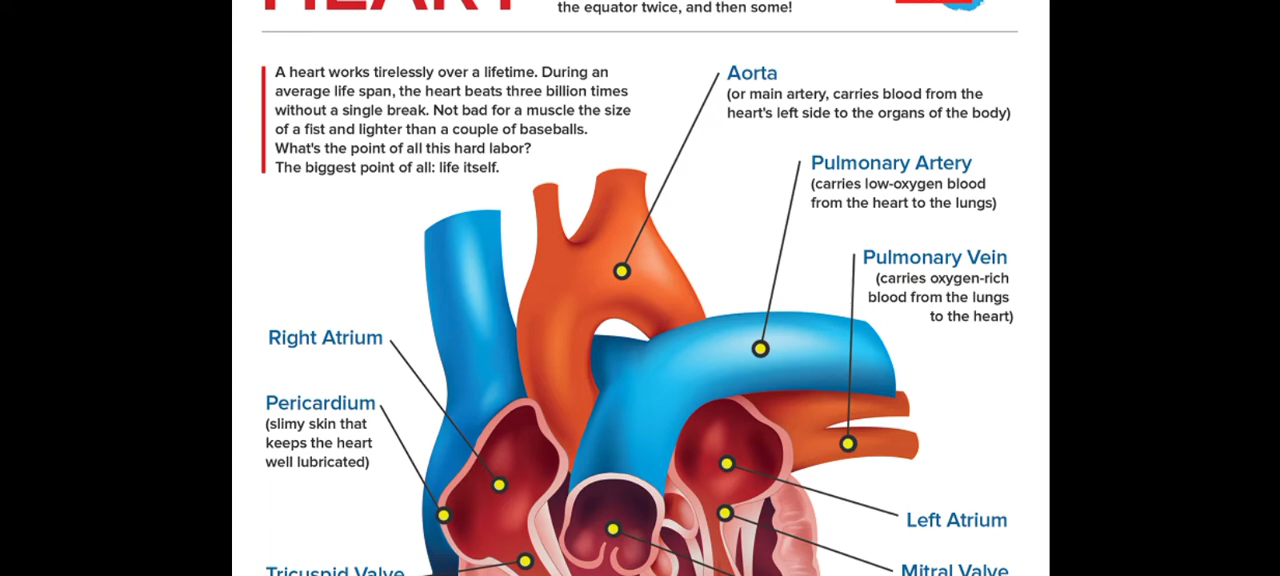 HEART
the equator twice, and then some!
A heart works tirelessly over a lifetime. During an
average life span, the heart beats three billion times
without a single break. Not bad for a muscle the size
of a fist and lighter than a couple of baseballs.
What's the point of all this hard labor?
The biggest point of all: life itself.
Aorta
(or main artery, carries blood from the
heart's left side to the organs of the body)
Pulmonary Artery
(carries low-oxygen blood
from the heart to the lungs)
Pulmonary Vein
(carries oxygen-rich
blood from the lungs
to the heart)
Right Atrium
Pericardium
(slimy skin that
keeps the heart
well lubricated)
Left Atrium
Tricuspid Valve
Mitral Valve